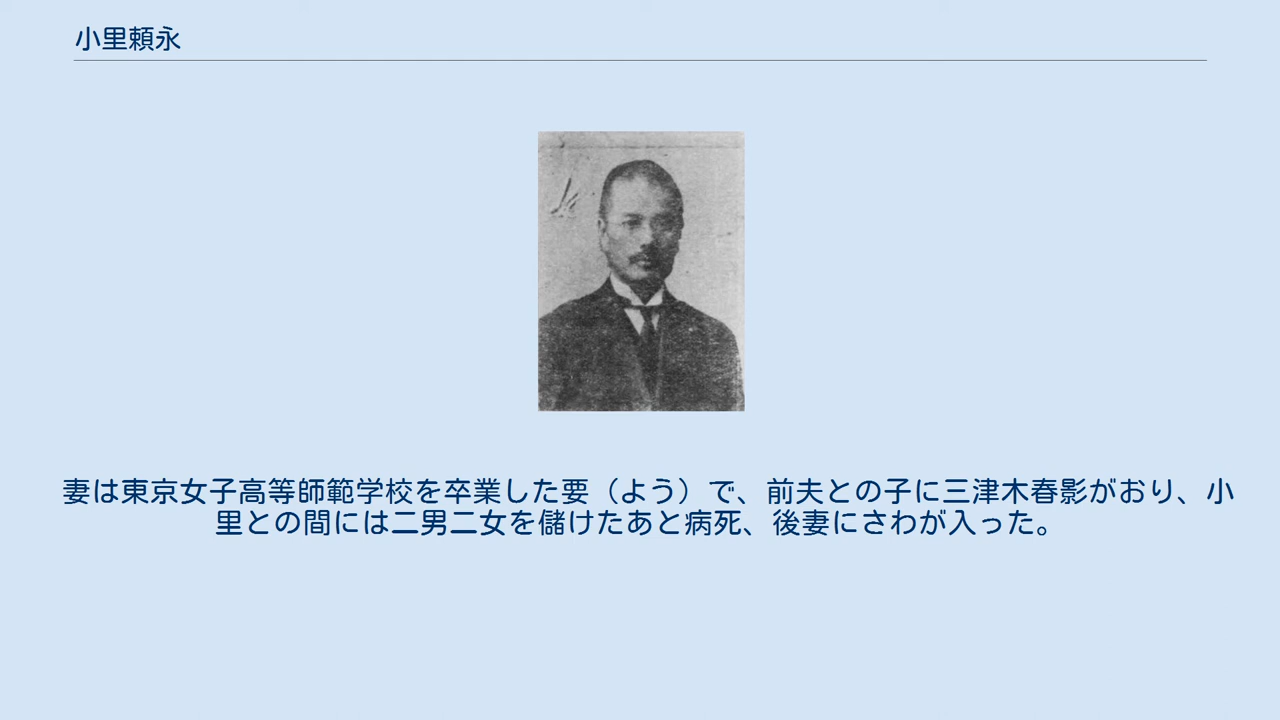 小里頼永
妻は東京女子高等師範学校を卒業した要（よう）で、前夫との子に三津木春影がおり、小
里との間には二男二女を儲けたあと病死、後妻にさわが入った。